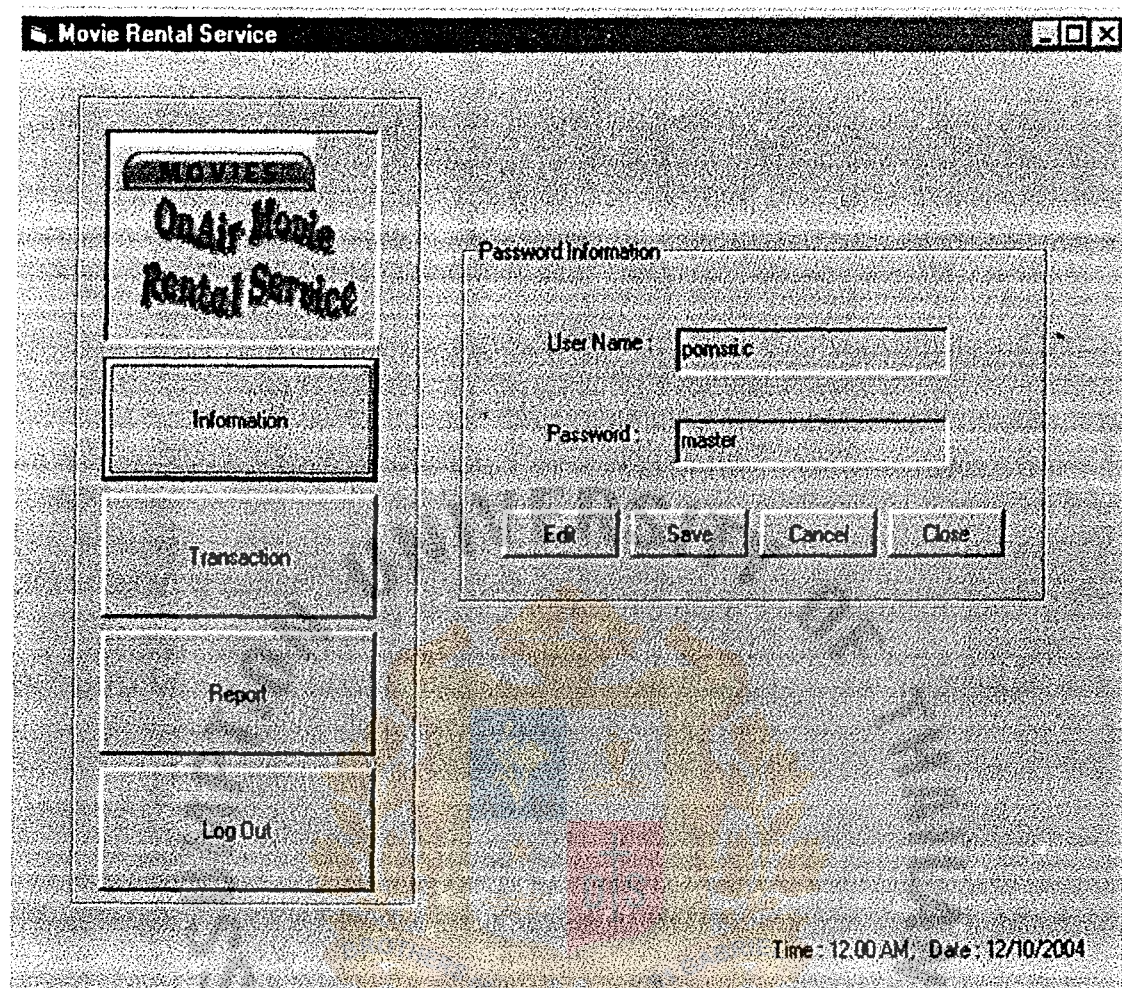 Movie Rental Service
MOVIES
OnAir Movie
Rental Service
Information
Transaction
Report
Log Out
Password Information
User Name :
Password : master
Edit Save Cancel Close
Time : 12.00 AM, Date : 12/10/2004